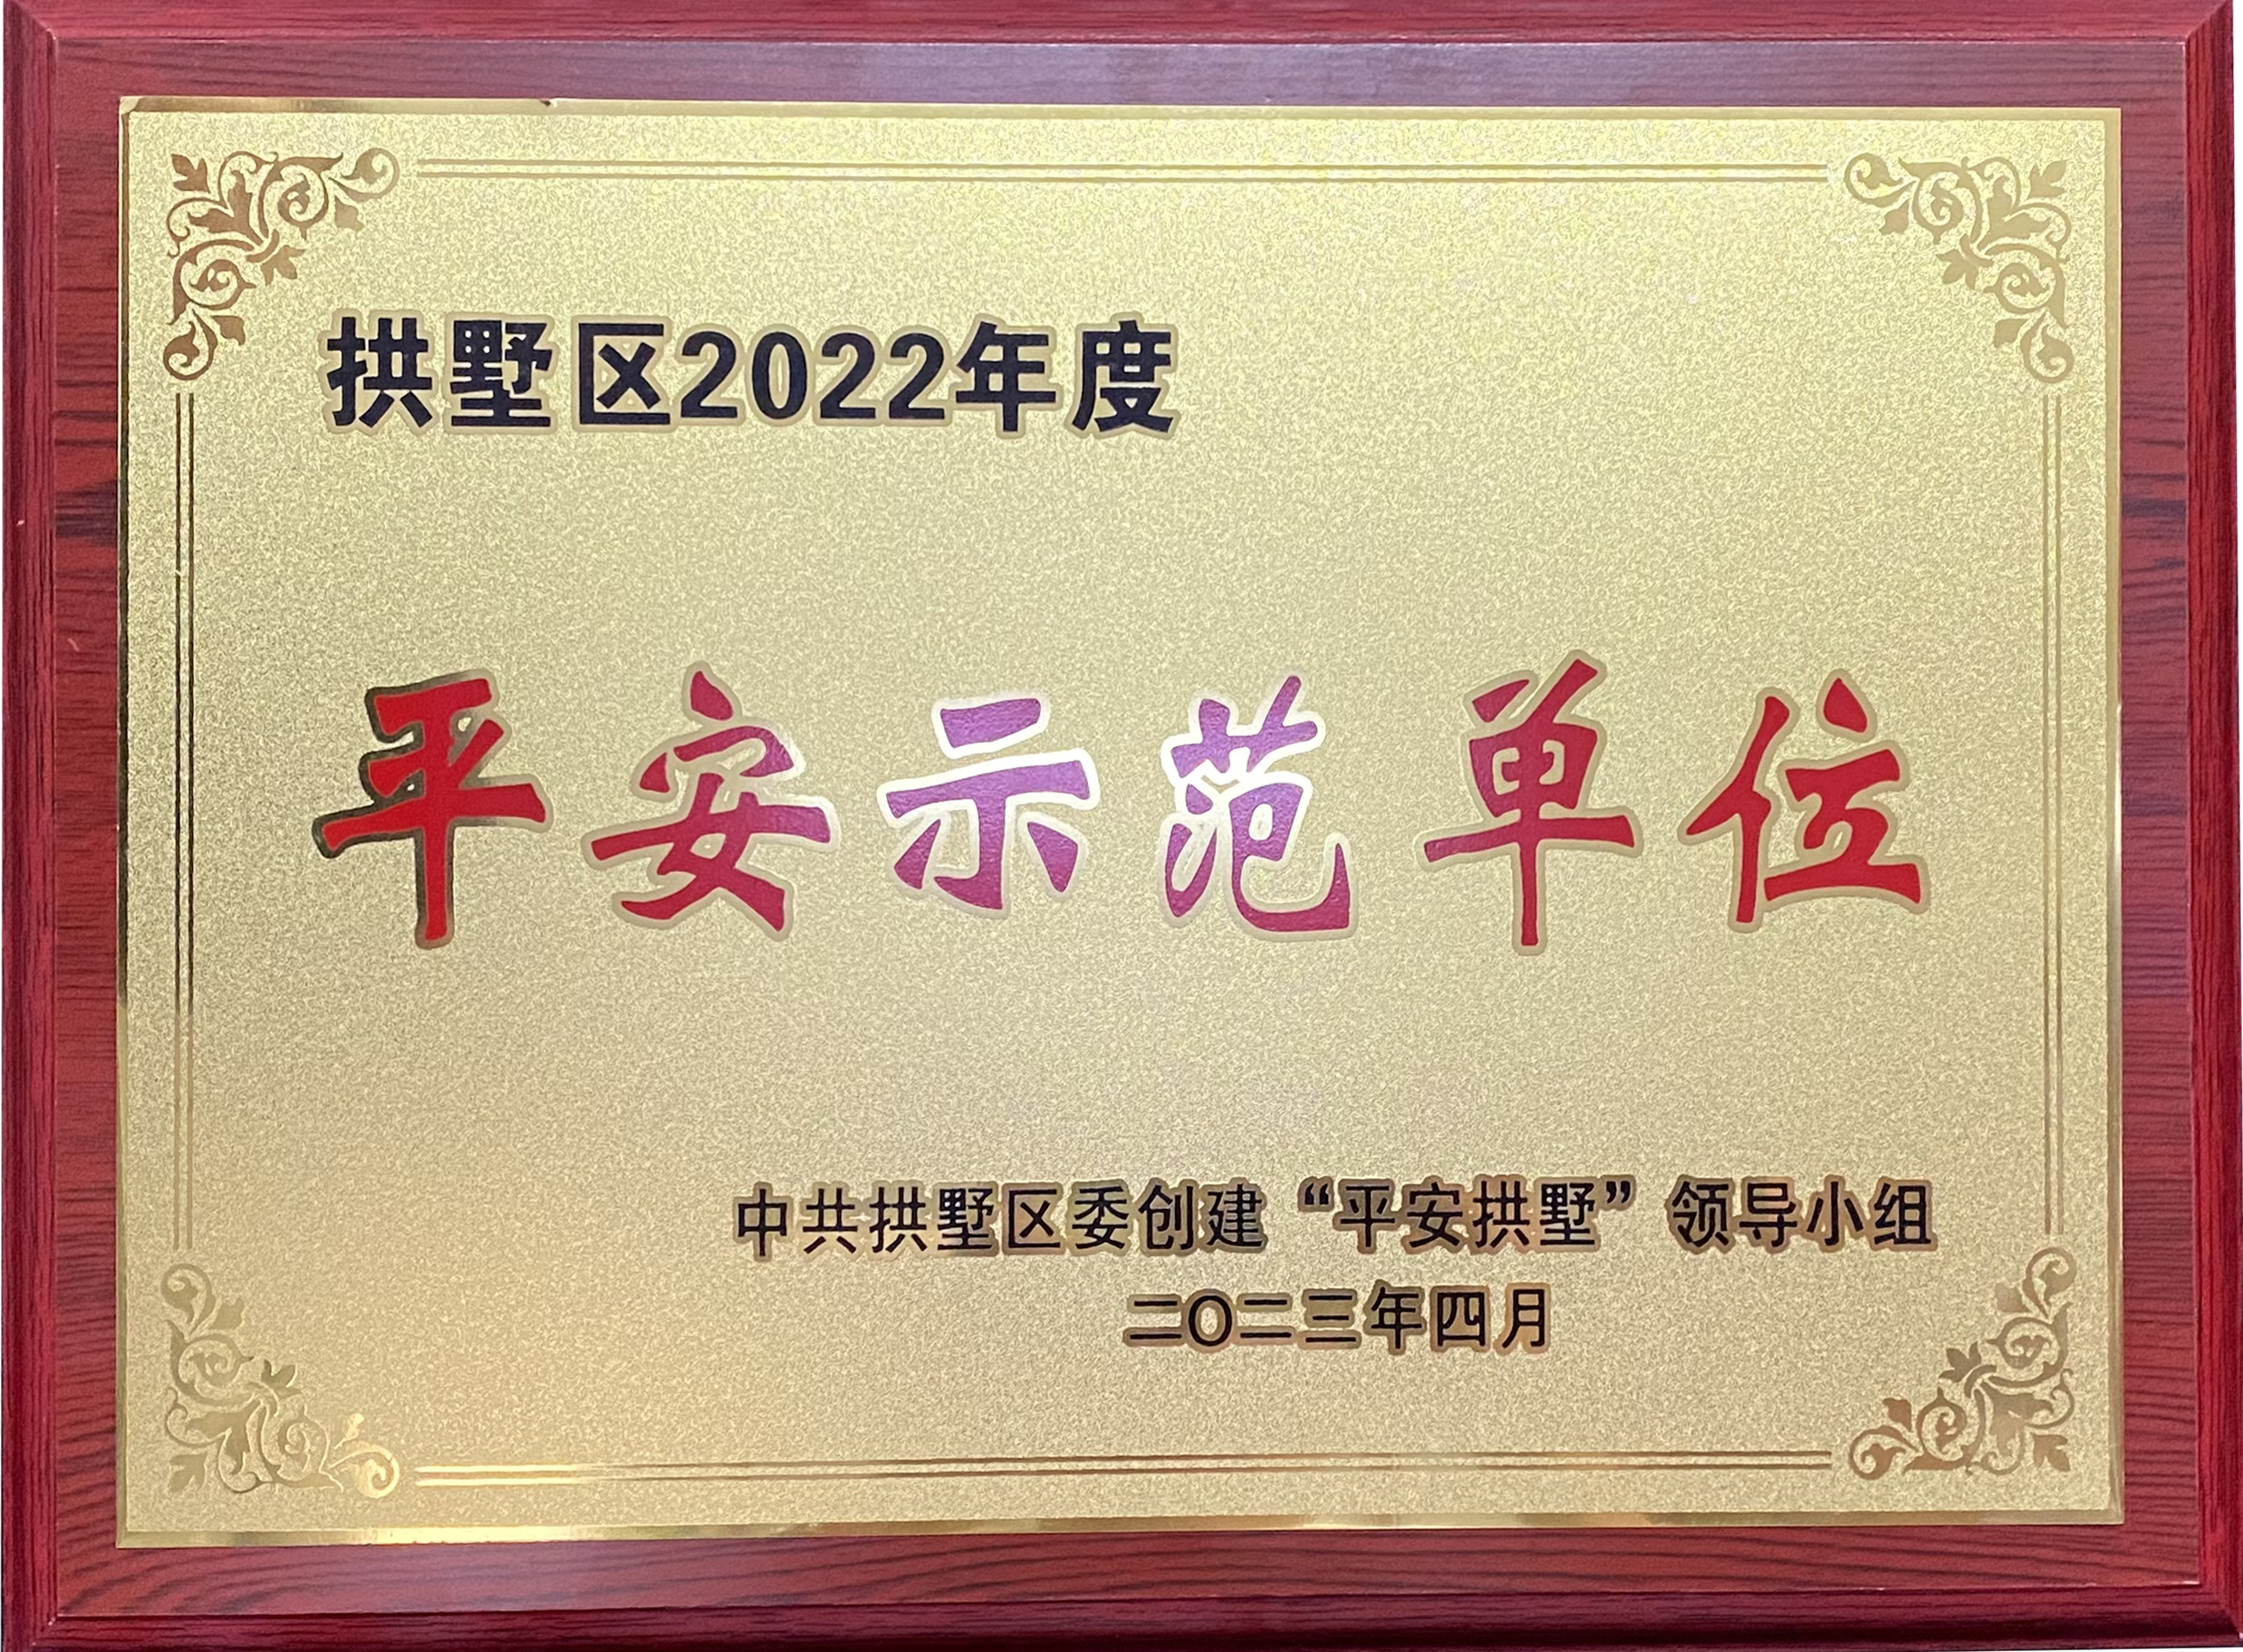 拱墅区2022年度
平安示范单位
中共拱墅区委创建“平安拱墅”领导小组
二〇二三年四月